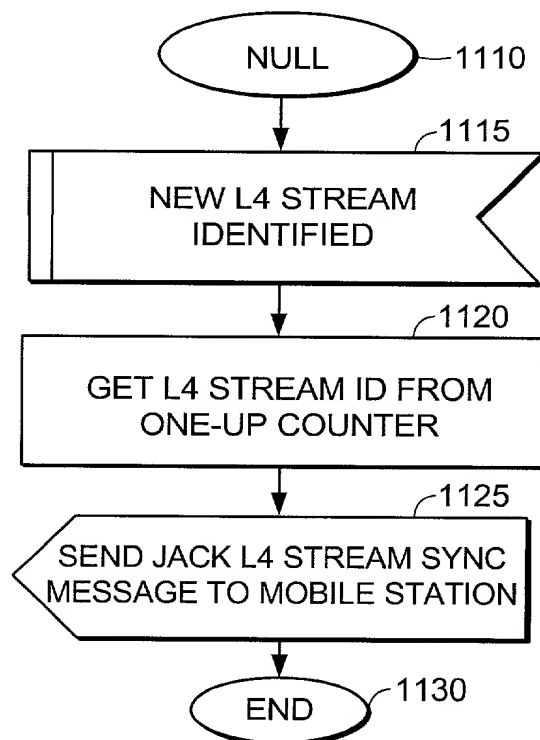 NULL
1110
1115
NEW L4 STREAM
IDENTIFIED
1120
GET L4 STREAM ID FROM
ONE-UP COUNTER
1125
SEND JACK L4 STREAM SYNC
MESSAGE TO MOBILE STATION
END
1130